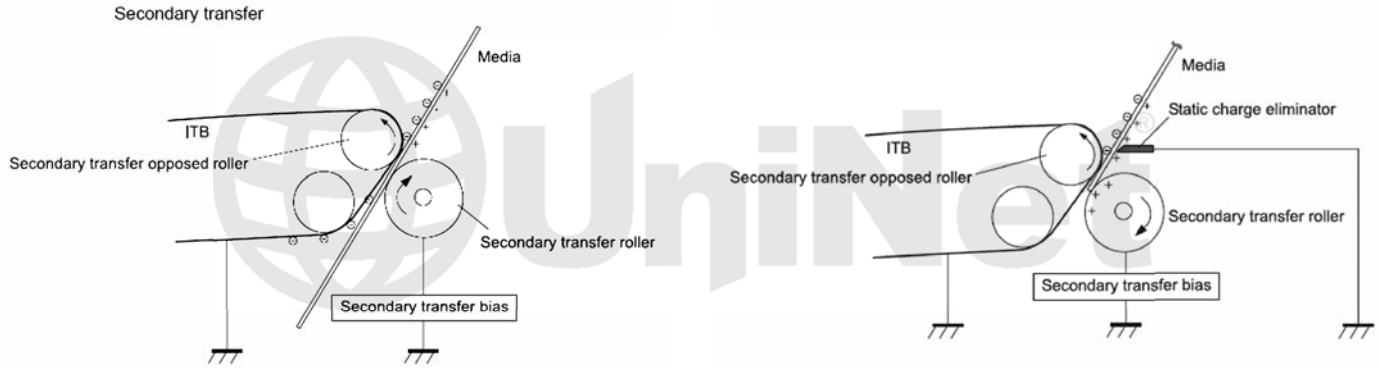 Secondary transfer
Media
ITB
Secondary transfer opposed roller
Secondary transfer roller
Secondary transfer bias
Media
Static charge eliminator
ITB
Secondary transfer opposed roller
Secondary transfer roller
Secondary transfer bias
UniNet®